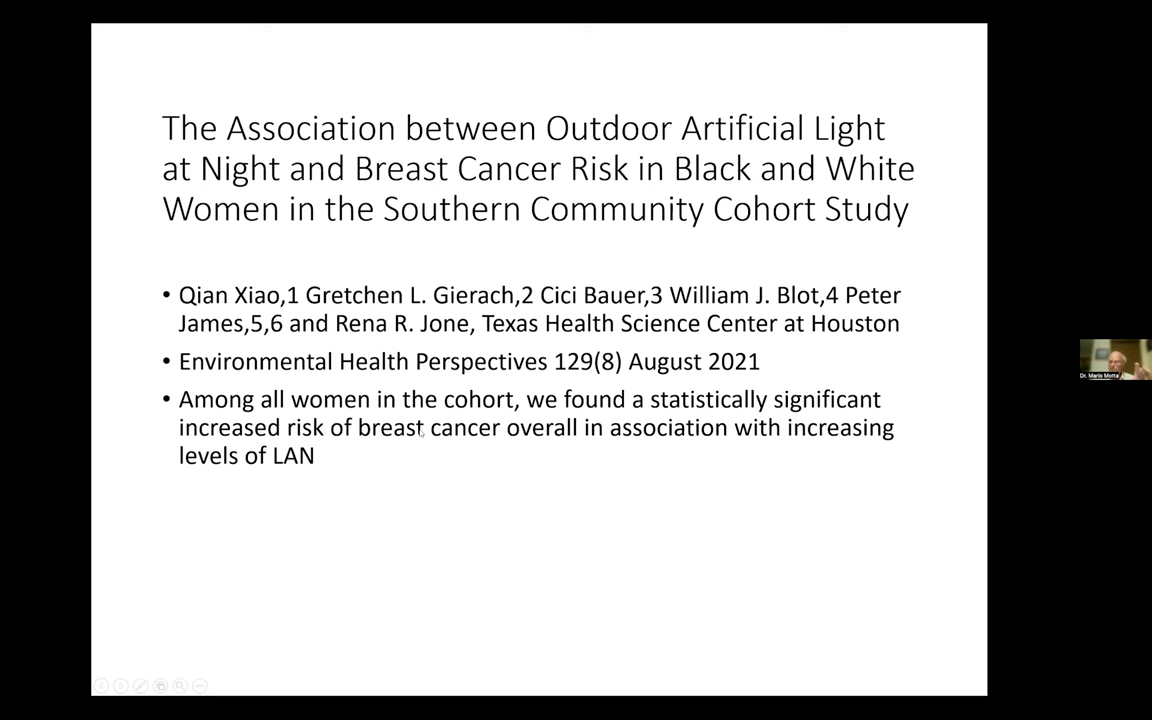 The Association between Outdoor Artificial Light
at Night and Breast Cancer Risk in Black and White
Women in the Southern Community Cohort Study
• Qian Xiao,1 Gretchen L. Gierach,2 Cici Bauer,3 William J. Blot,4 Peter
James,5,6 and Rena R. Jone, Texas Health Science Center at Houston
• Environmental Health Perspectives 129(8) August 2021
• Among all women in the cohort, we found a statistically significant
increased risk of breast cancer overall in association with increasing
levels of LAN
Dr. Mario Motta